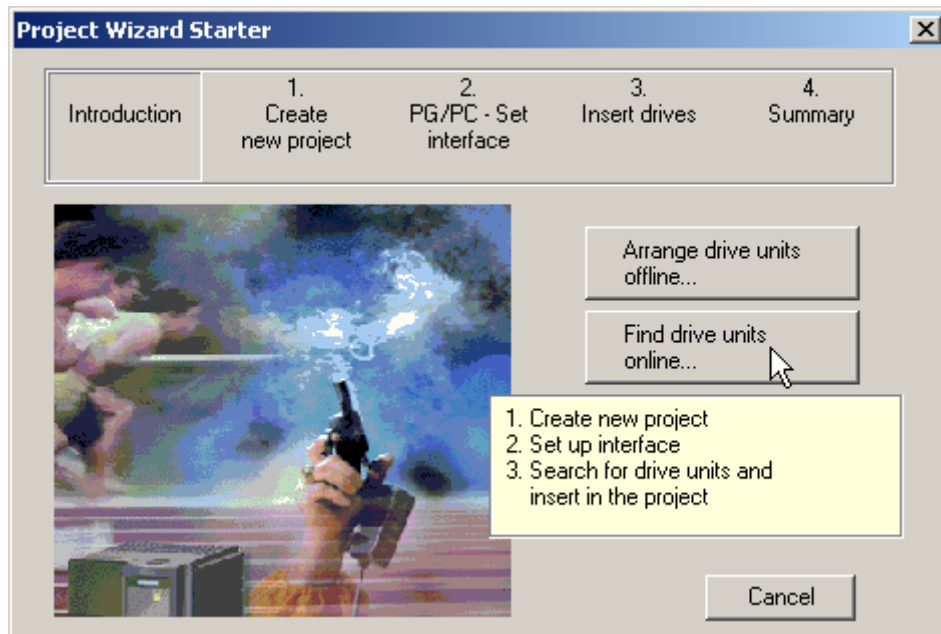 Project Wizard Starter
Introduction
1.
Create
new project
2.
PG/PC - Set
interface
3.
Insert drives
4.
Summary
Arrange drive units
offline...
Find drive units
online...
1. Create new project
2. Set up interface
3. Search for drive units and
insert in the project
Cancel